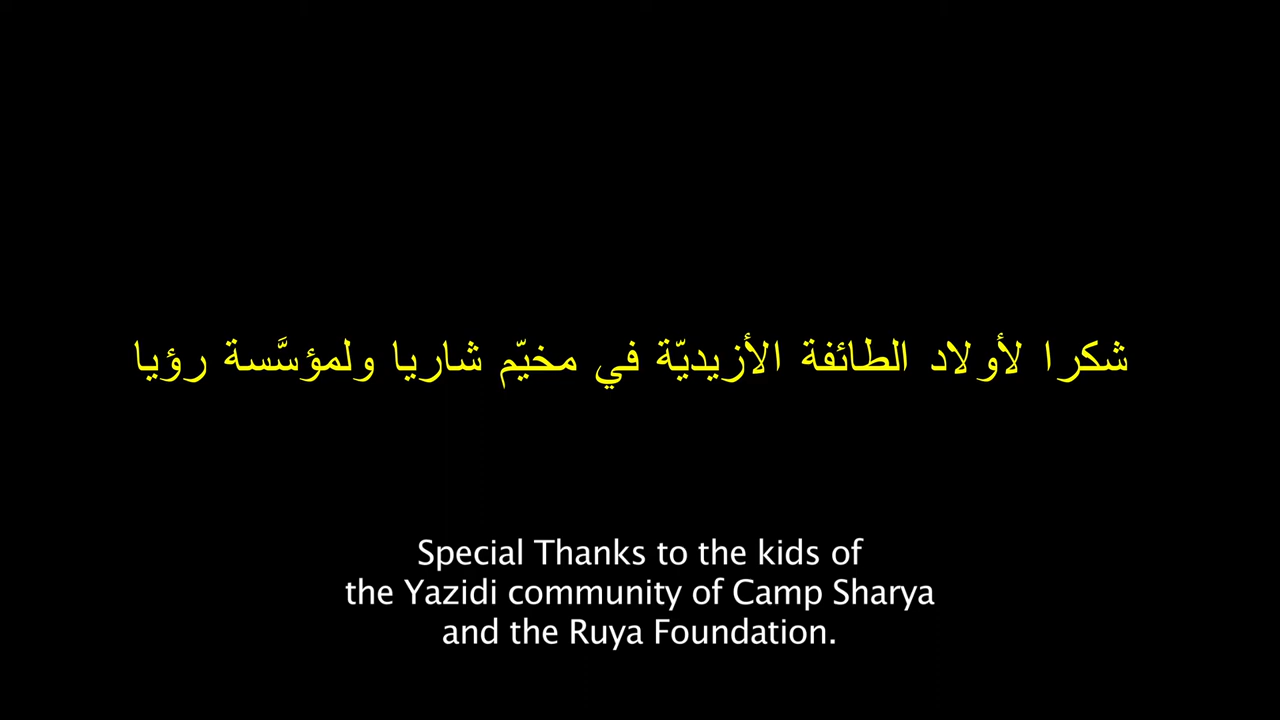 شكرا لأولاد الطائفة الأزيديّة في مخيّم شاريا ولمؤسَّسة رؤيا
Special Thanks to the kids of
the Yazidi community of Camp Sharya
and the Ruya Foundation.